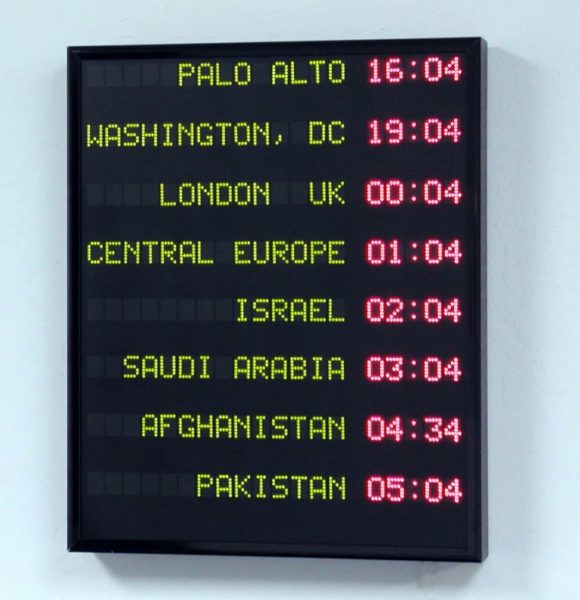 PALO ALTO 16:04
WASHINGTON, DC 19:04
LONDON UK 00:04
CENTRAL EUROPE 01:04
ISRAEL 02:04
SAUDI ARABIA 03:04
AFGHANISTAN 04:34
PAKISTAN 05:04